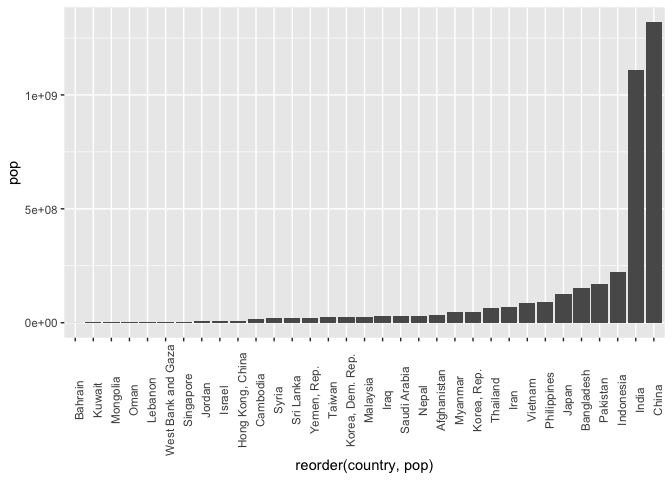 pop
1e+09
5e+08
0e+00
Bahrain
Kuwait
Mongolia
Oman
Lebanon
West Bank and Gaza
Singapore
Jordan
Israel
Hong Kong, China
Cambodia
Syria
Sri Lanka
Yemen, Rep.
Taiwan
Korea, Dem. Rep.
Malaysia
Iraq
Saudi Arabia
Nepal
Afghanistan
Myanmar
Korea, Rep.
Thailand
Iran
Vietnam
Philippines
Japan
Bangladesh
Pakistan
Indonesia
India
China
reorder(country, pop)